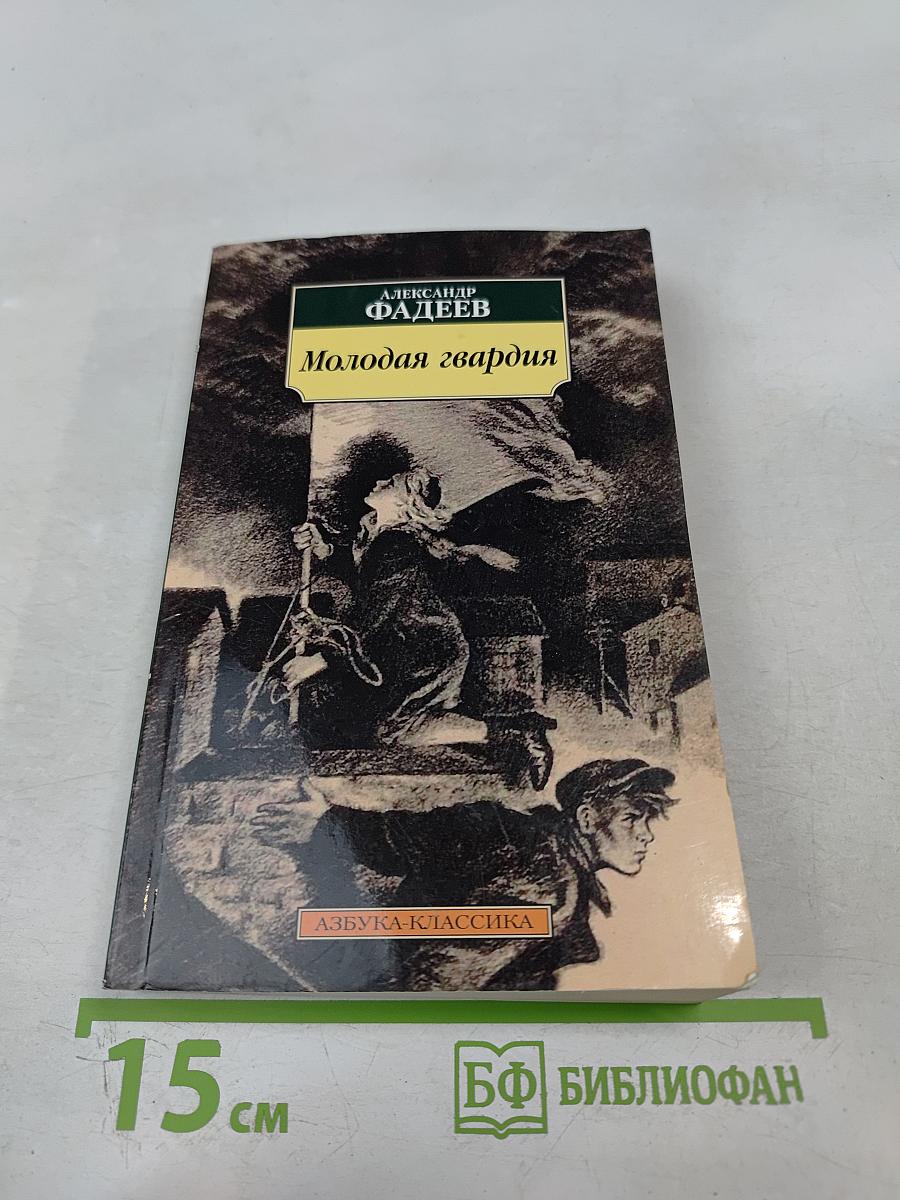 АЛЕКСАНДР
ФАДЕЕВ
Молодая гвардия
АЗБУКА-КЛАССИКА
15 см
БФ БИБЛИОФАН